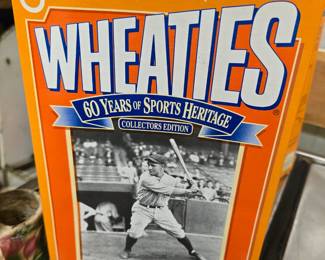 WHEATIES
®
60 YEARS OF SPORTS HERITAGE
COLLECTORS EDITION